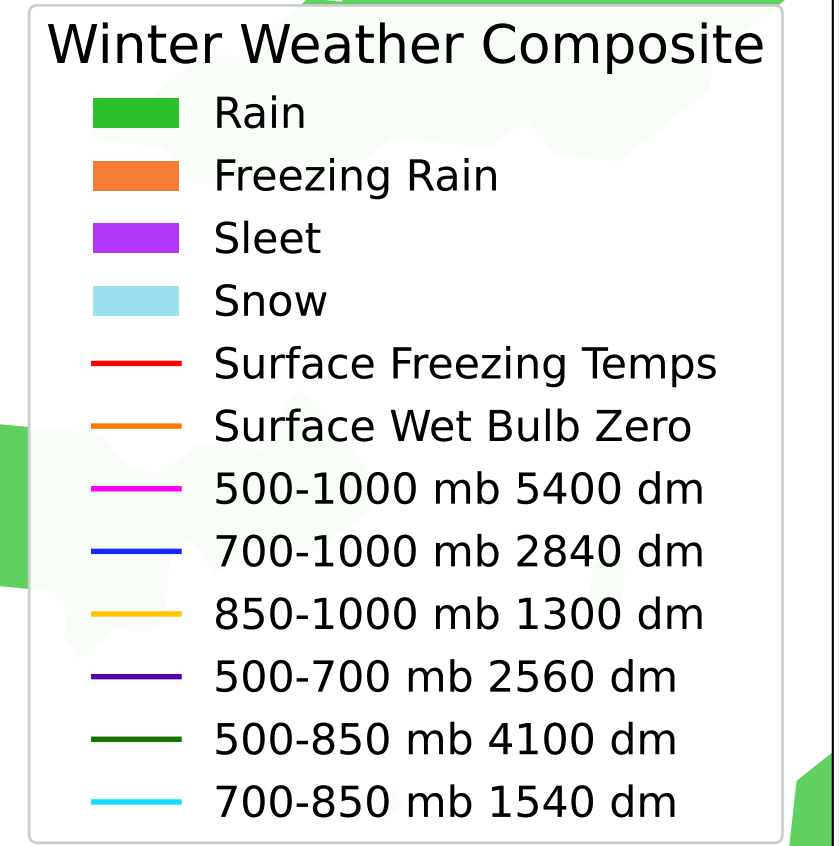 Winter Weather Composite
Rain
Freezing Rain
Sleet
Snow
Surface Freezing Temps
Surface Wet Bulb Zero
500-1000 mb 5400 dm
700-1000 mb 2840 dm
850-1000 mb 1300 dm
500-700 mb 2560 dm
500-850 mb 4100 dm
700-850 mb 1540 dm